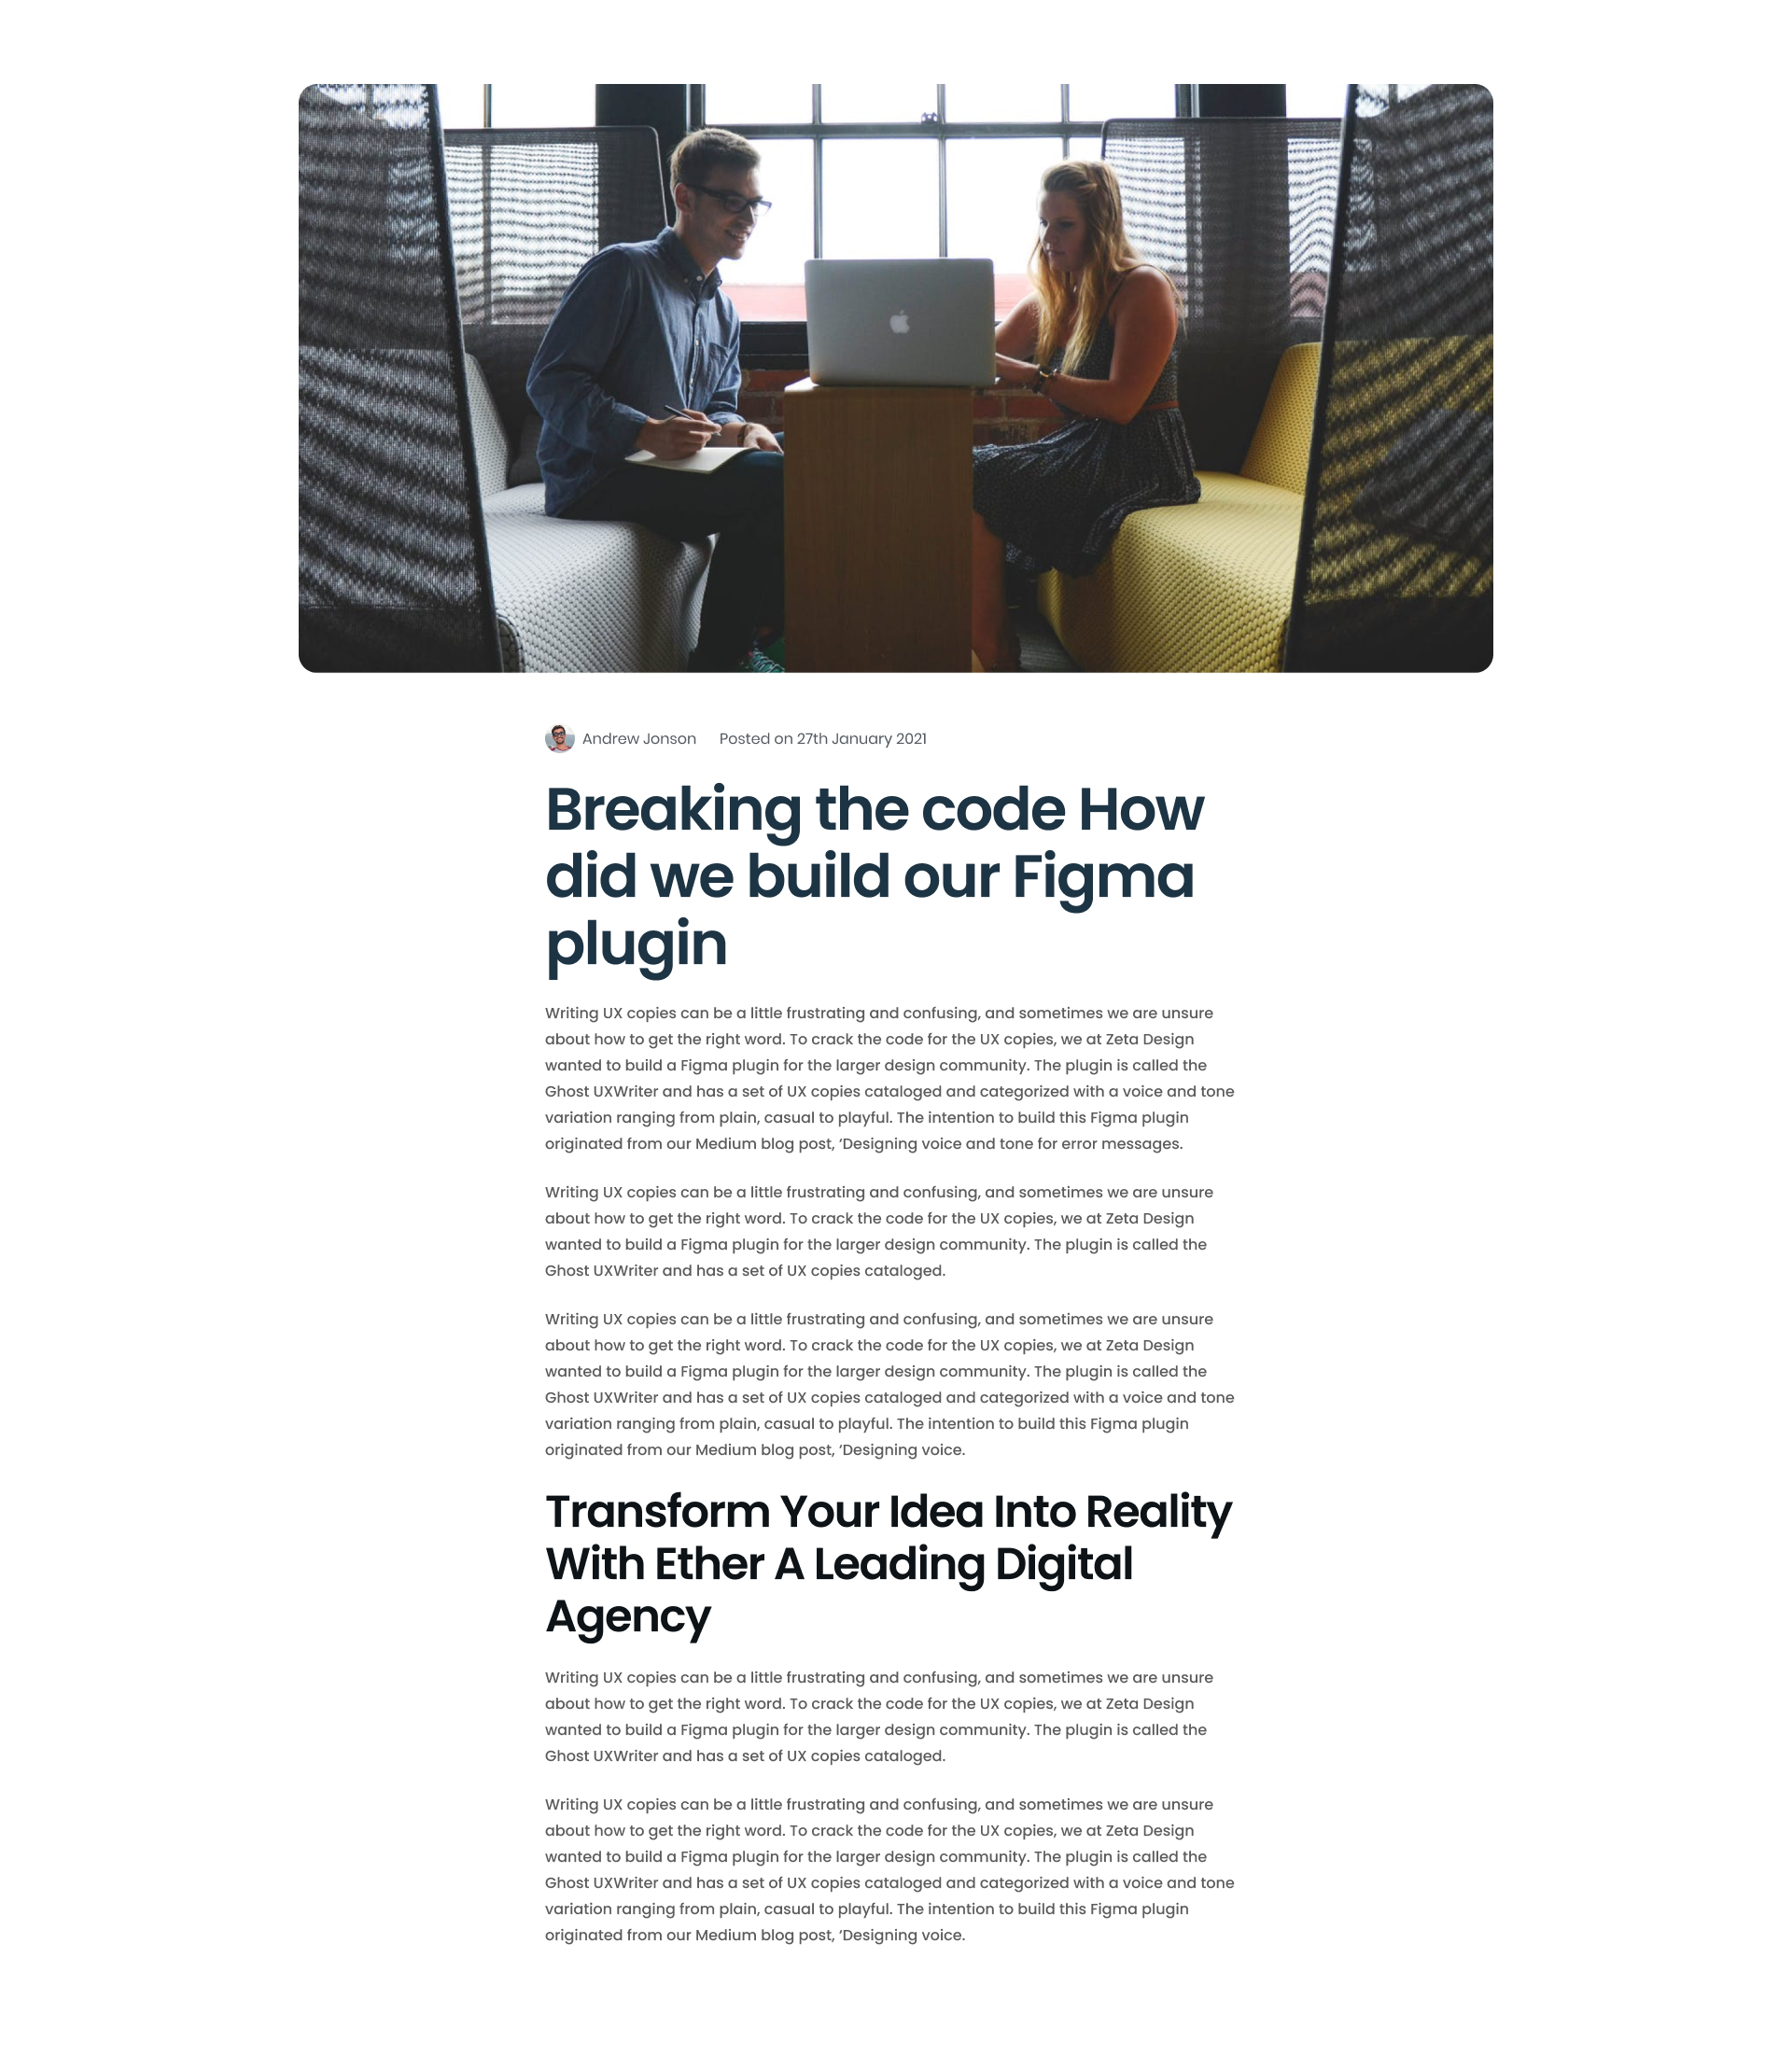 Andrew Jonson Posted on 27th January 2021
Breaking the code How
did we build our Figma
plugin
Writing UX copies can be a little frustrating and confusing, and sometimes we are unsure
about how to get the right word. To crack the code for the UX copies, we at Zeta Design
wanted to build a Figma plugin for the larger design community. The plugin is called the
Ghost UXWriter and has a set of UX copies cataloged and categorized with a voice and tone
variation ranging from plain, casual to playful. The intention to build this Figma plugin
originated from our Medium blog post, ‘Designing voice and tone for error messages.
Writing UX copies can be a little frustrating and confusing, and sometimes we are unsure
about how to get the right word. To crack the code for the UX copies, we at Zeta Design
wanted to build a Figma plugin for the larger design community. The plugin is called the
Ghost UXWriter and has a set of UX copies cataloged.
Writing UX copies can be a little frustrating and confusing, and sometimes we are unsure
about how to get the right word. To crack the code for the UX copies, we at Zeta Design
wanted to build a Figma plugin for the larger design community. The plugin is called the
Ghost UXWriter and has a set of UX copies cataloged and categorized with a voice and tone
variation ranging from plain, casual to playful. The intention to build this Figma plugin
originated from our Medium blog post, ‘Designing voice.
Transform Your Idea Into Reality
With Ether A Leading Digital
Agency
Writing UX copies can be a little frustrating and confusing, and sometimes we are unsure
about how to get the right word. To crack the code for the UX copies, we at Zeta Design
wanted to build a Figma plugin for the larger design community. The plugin is called the
Ghost UXWriter and has a set of UX copies cataloged.
Writing UX copies can be a little frustrating and confusing, and sometimes we are unsure
about how to get the right word. To crack the code for the UX copies, we at Zeta Design
wanted to build a Figma plugin for the larger design community. The plugin is called the
Ghost UXWriter and has a set of UX copies cataloged and categorized with a voice and tone
variation ranging from plain, casual to playful. The intention to build this Figma plugin
originated from our Medium blog post, ‘Designing voice.